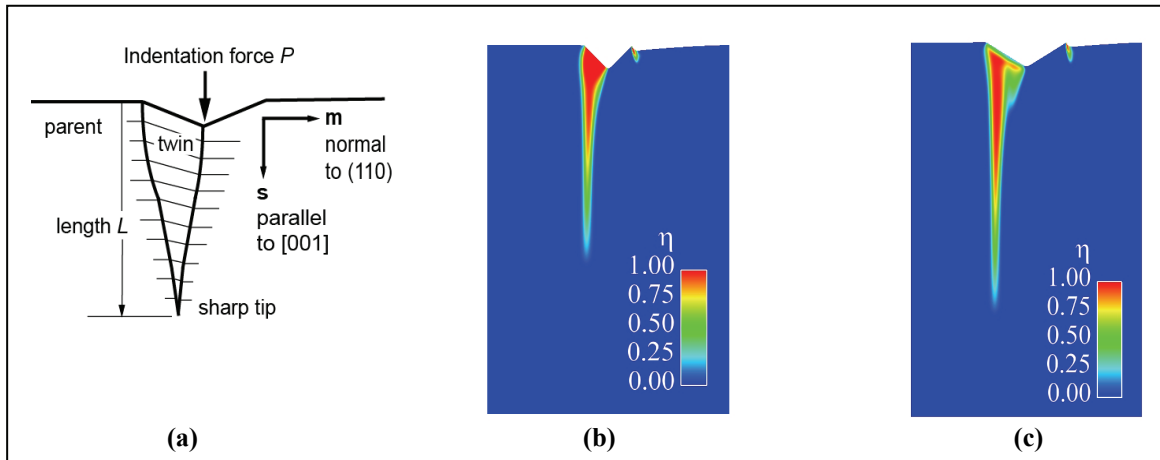 Indentation force P
parent
twin
m
normal
to (110)
s
parallel
to [001]
length L
sharp tip
(a)
η
1.00
0.75
0.50
0.25
0.00
(b)
η
1.00
0.75
0.50
0.25
0.00
(c)